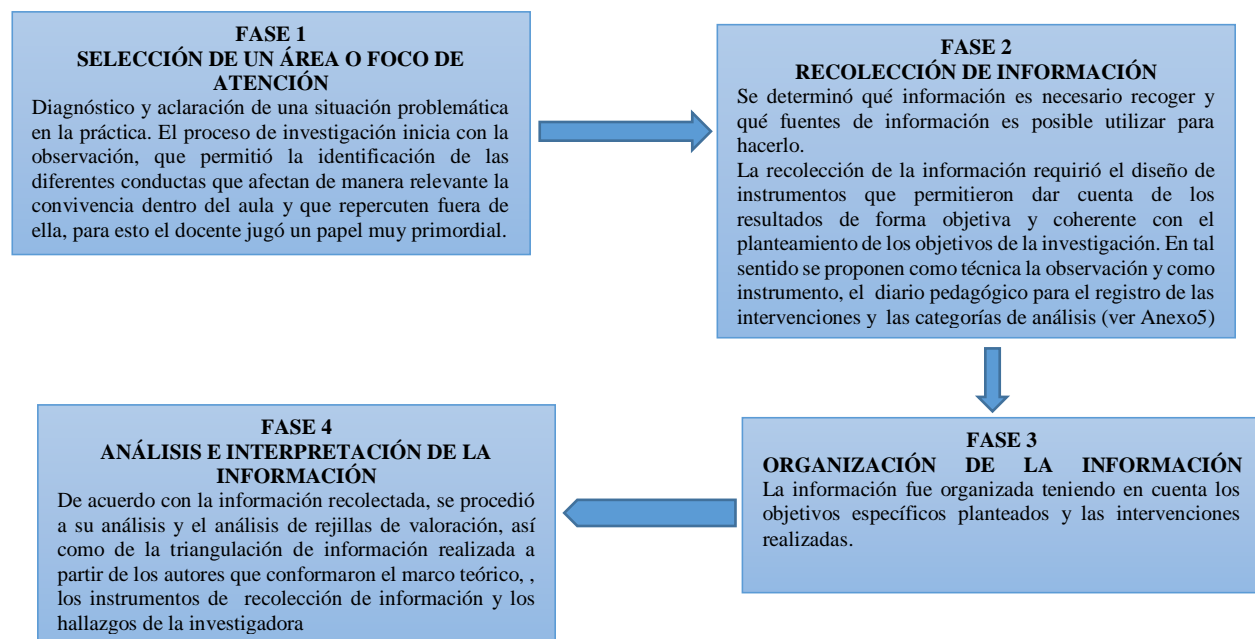 FASE 1
SELECCIÓN DE UN ÁREA O FOCO DE
ATENCIÓN
Diagnóstico y aclaración de una situación problemática
en la práctica. El proceso de investigación inicia con la
observación, que permitió la identificación de las
diferentes conductas que afectan de manera relevante la
convivencia dentro del aula y que repercuten fuera de
ella, para esto el docente jugó un papel muy primordial.
FASE 2
RECOLECCIÓN DE INFORMACIÓN
Se determinó qué información es necesario recoger y
qué fuentes de información es posible utilizar para
hacerlo.
La recolección de la información requirió el diseño de
instrumentos que permitieron dar cuenta de los
resultados de forma objetiva y coherente con el
planteamiento de los objetivos de la investigación. En tal
sentido se proponen como técnica la observación y como
instrumento, el diario pedagógico para el registro de las
intervenciones y las categorías de análisis (ver Anexo5)
FASE 3
ORGANIZACIÓN DE LA INFORMACIÓN
La información fue organizada teniendo en cuenta los
objetivos específicos planteados y las intervenciones
realizadas.
FASE 4
ANÁLISIS E INTERPRETACIÓN DE LA
INFORMACIÓN
De acuerdo con la información recolectada, se procedió
a su análisis y el análisis de rejillas de valoración, así
como de la triangulación de información realizada a
partir de los autores que conformaron el marco teórico, ,
los instrumentos de recolección de información y los
hallazgos de la investigadora